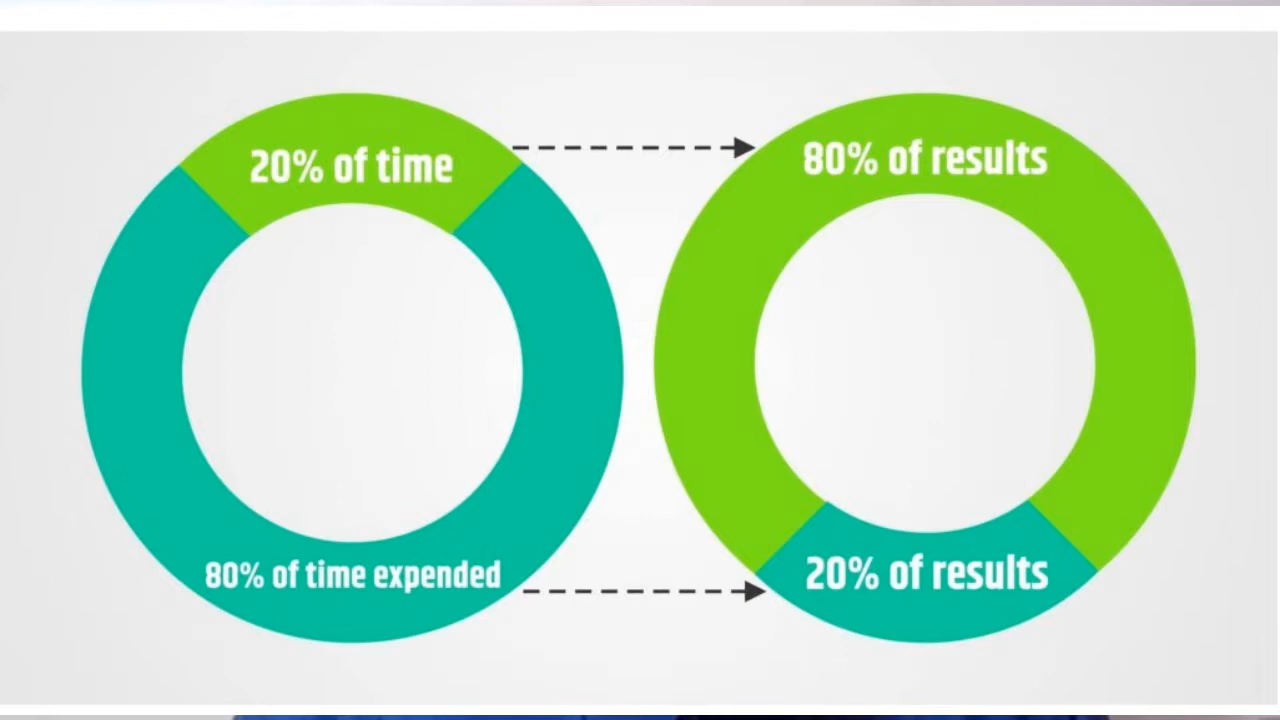 20% of time
80% of results
80% of time expended
20% of results